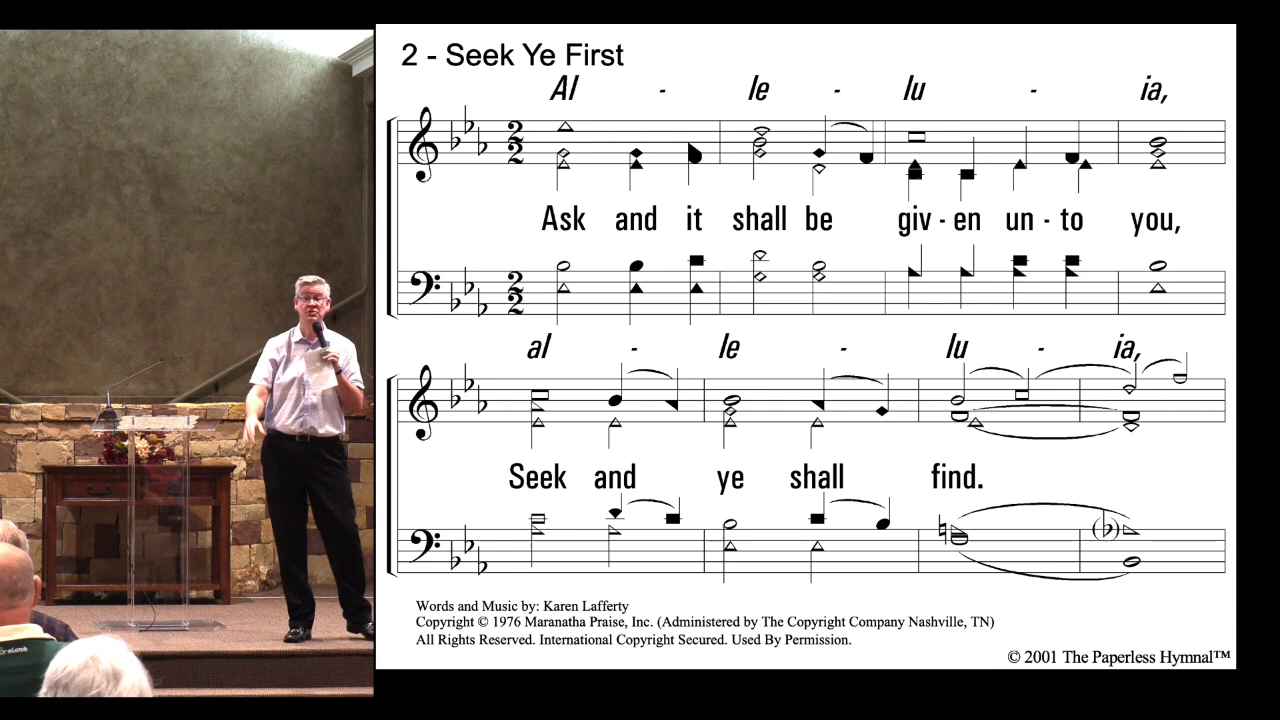 2 - Seek Ye First
Al - le - lu - ia,
Ask and it shall be giv - en un - to you,
al - le - lu - ia,
Seek and ye shall find.
Words and Music by: Karen Lafferty
Copyright © 1976 Maranatha Praise, Inc. (Administered by The Copyright Company Nashville, TN)
All Rights Reserved. International Copyright Secured. Used By Permission.
© 2001 The Paperless Hymnal™